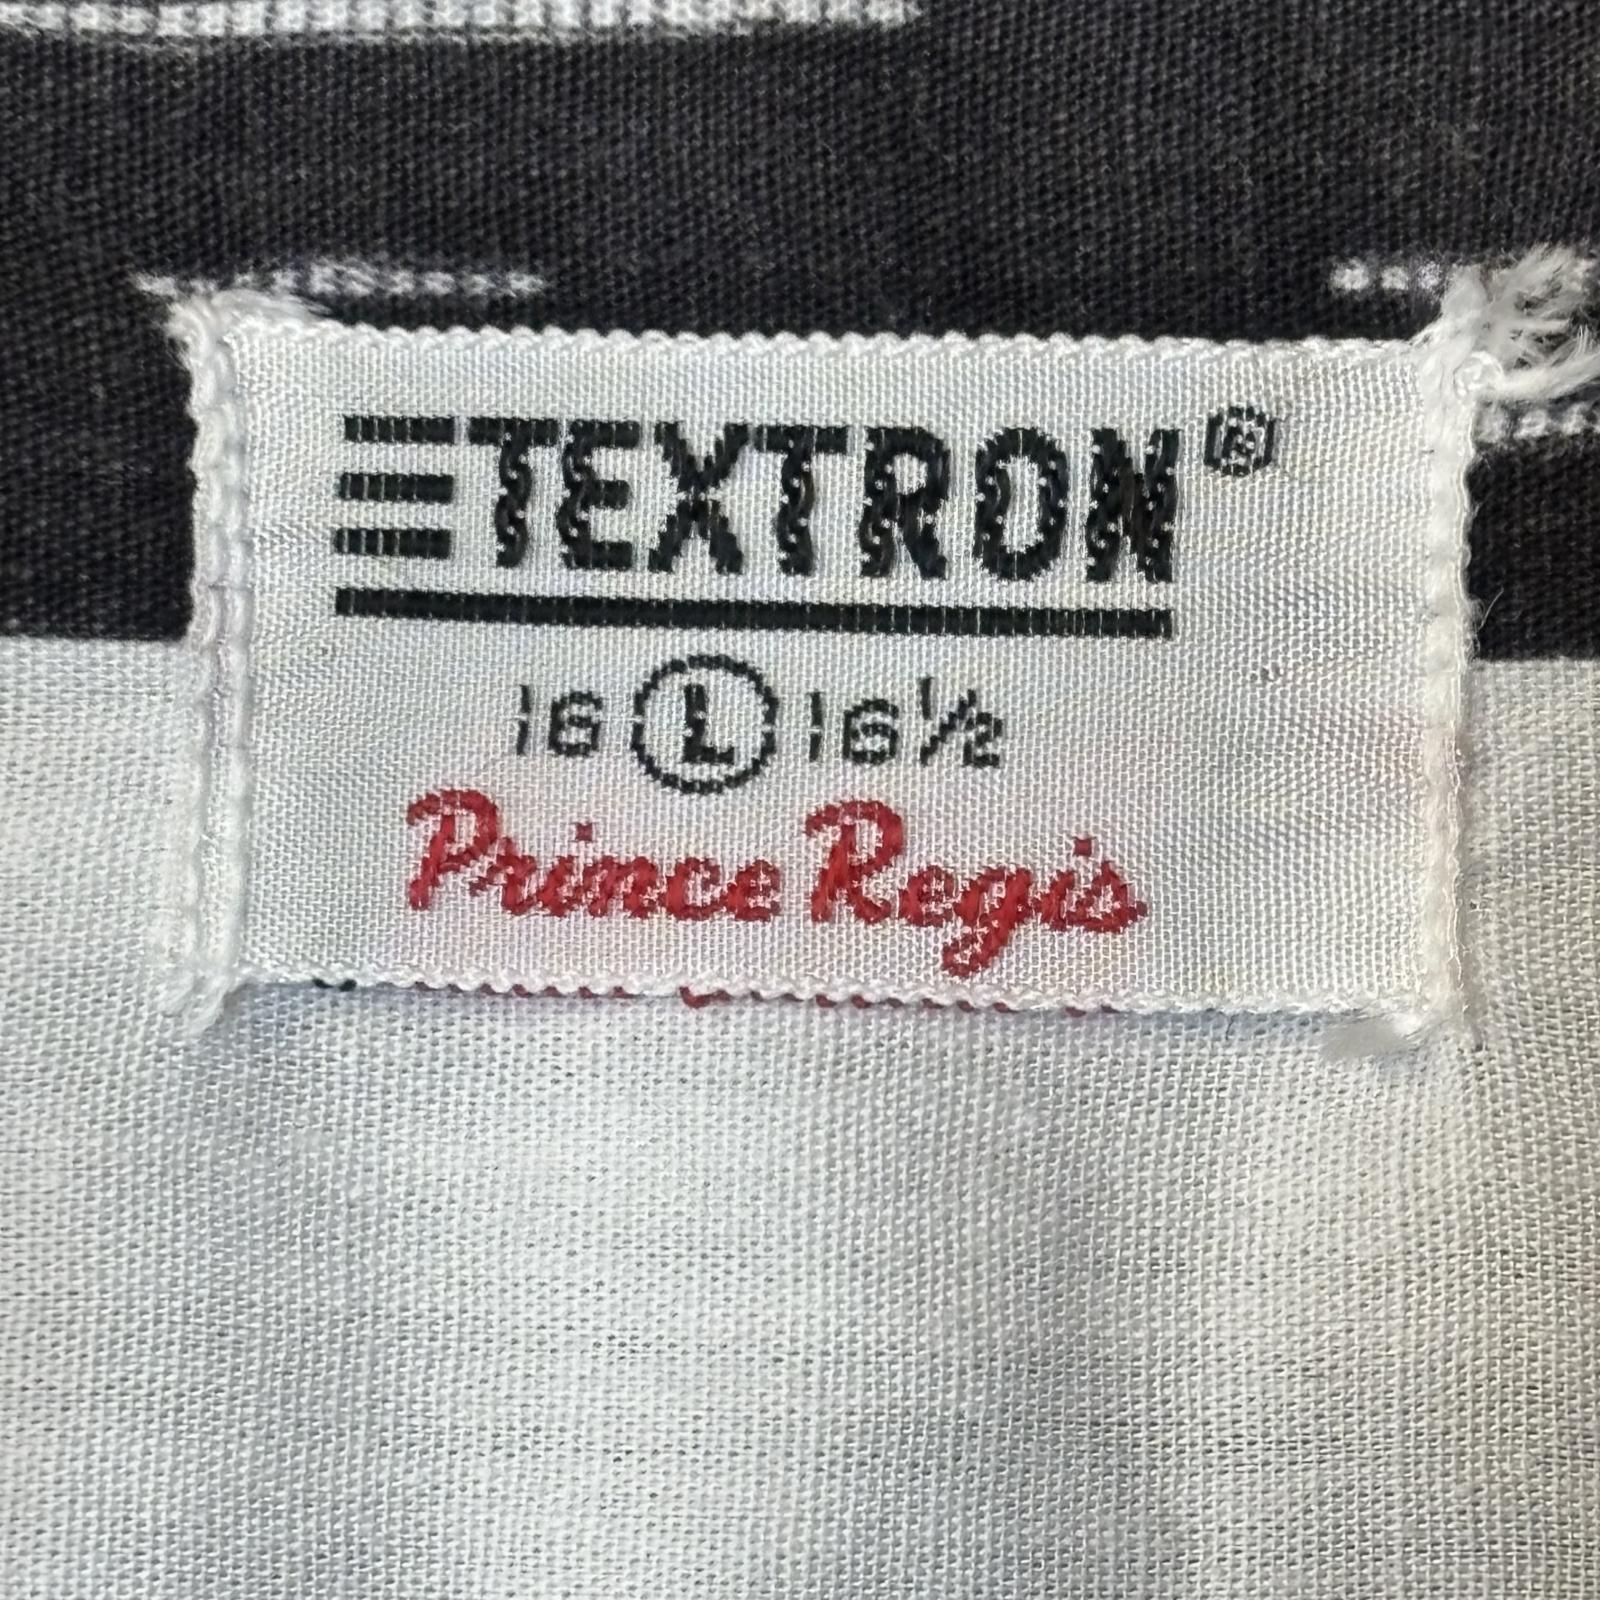 TEXTRON®
16 L 16½
Prince Regis